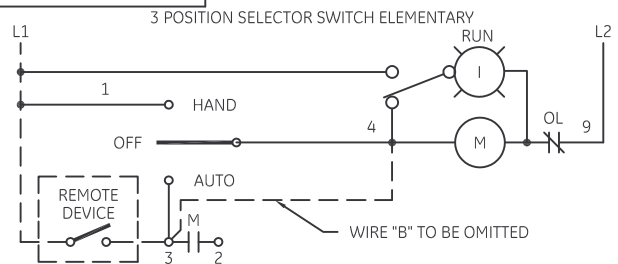 3 POSITION SELECTOR SWITCH ELEMENTARY
L1
L2
RUN
I
1
HAND
4
OL
9
OFF
M
AUTO
REMOTE
DEVICE
M
WIRE "B" TO BE OMITTED
3
2